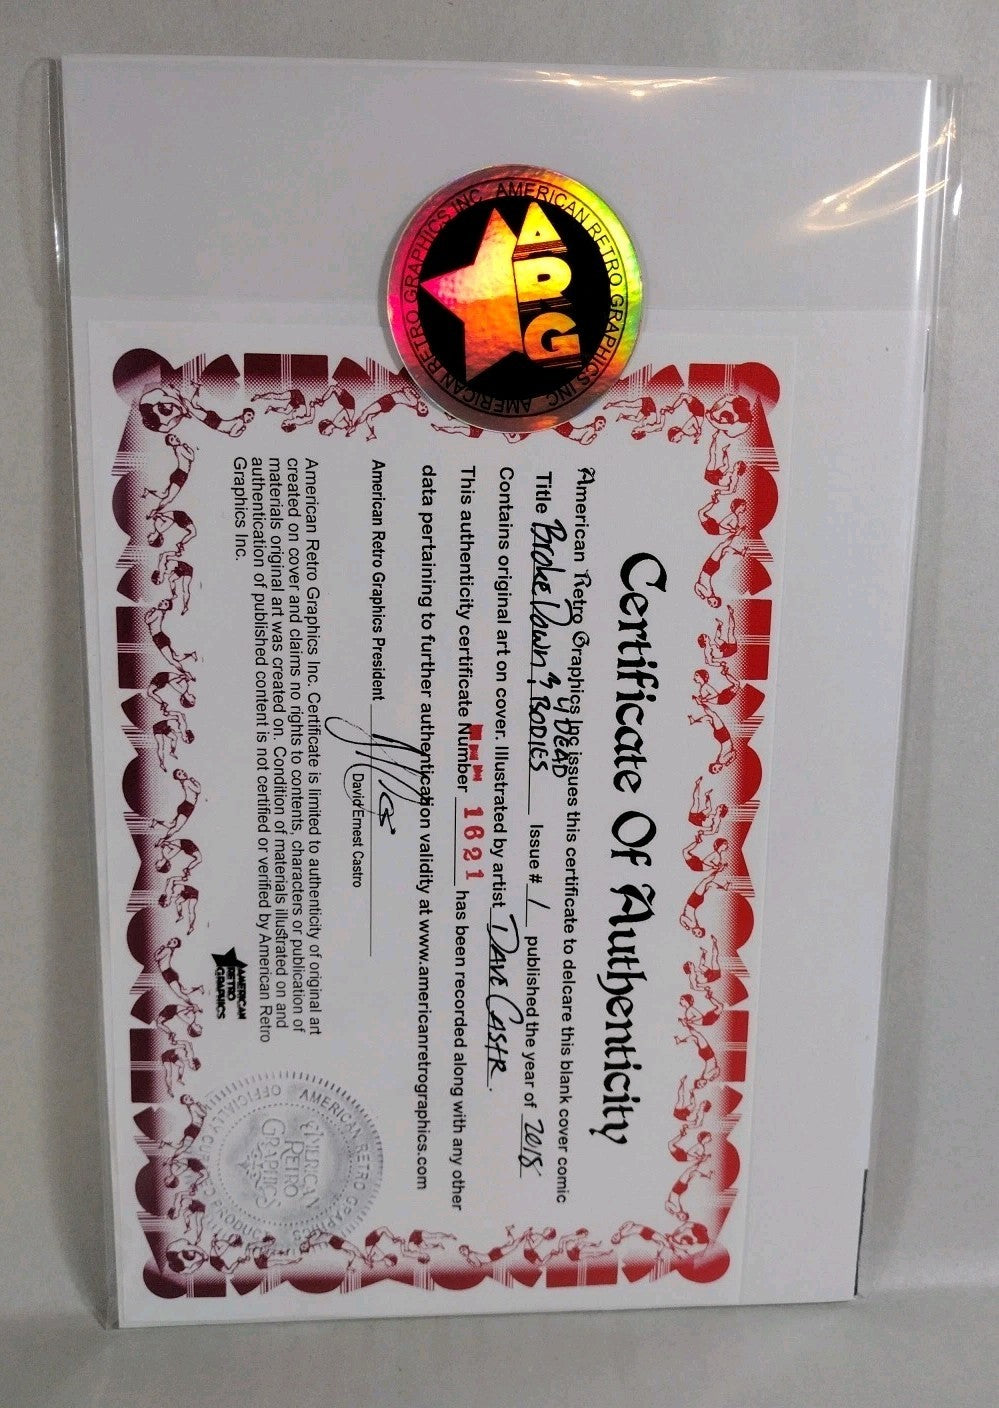 AMERICAN RETRO GRAPHICS INC. AMERICAN RETRO GRAPHICS INC.
ARG
Certificate Of Authenticity
American Retro Graphics Inc issues this certificate to delcare this blank cover comic
Title Broke Down & 4 DEAD BODIES Issue # 1 published the year of 2018
Contains original art on cover. Illustrated by artist DAVE CASTR.
This authenticity certificate Number 1621 has been recorded along with any other
data pertaining to further authentication validity at www.americanretrographics.com
American Retro Graphics President
David Ernest Castro
American Retro Graphics Inc. Certificate is limited to authenticity of original art
created on cover and claims no rights to contents, characters or publication of
materials original art was created on. Condition of materials illustrated on and
authentication of published content is not certified or verified by American Retro
Graphics Inc.
AMERICAN
RETRO
GRAPHICS
AMERICAN RETRO
OFFICIALLY
AMERICAN
RETRO
GRAPHICS